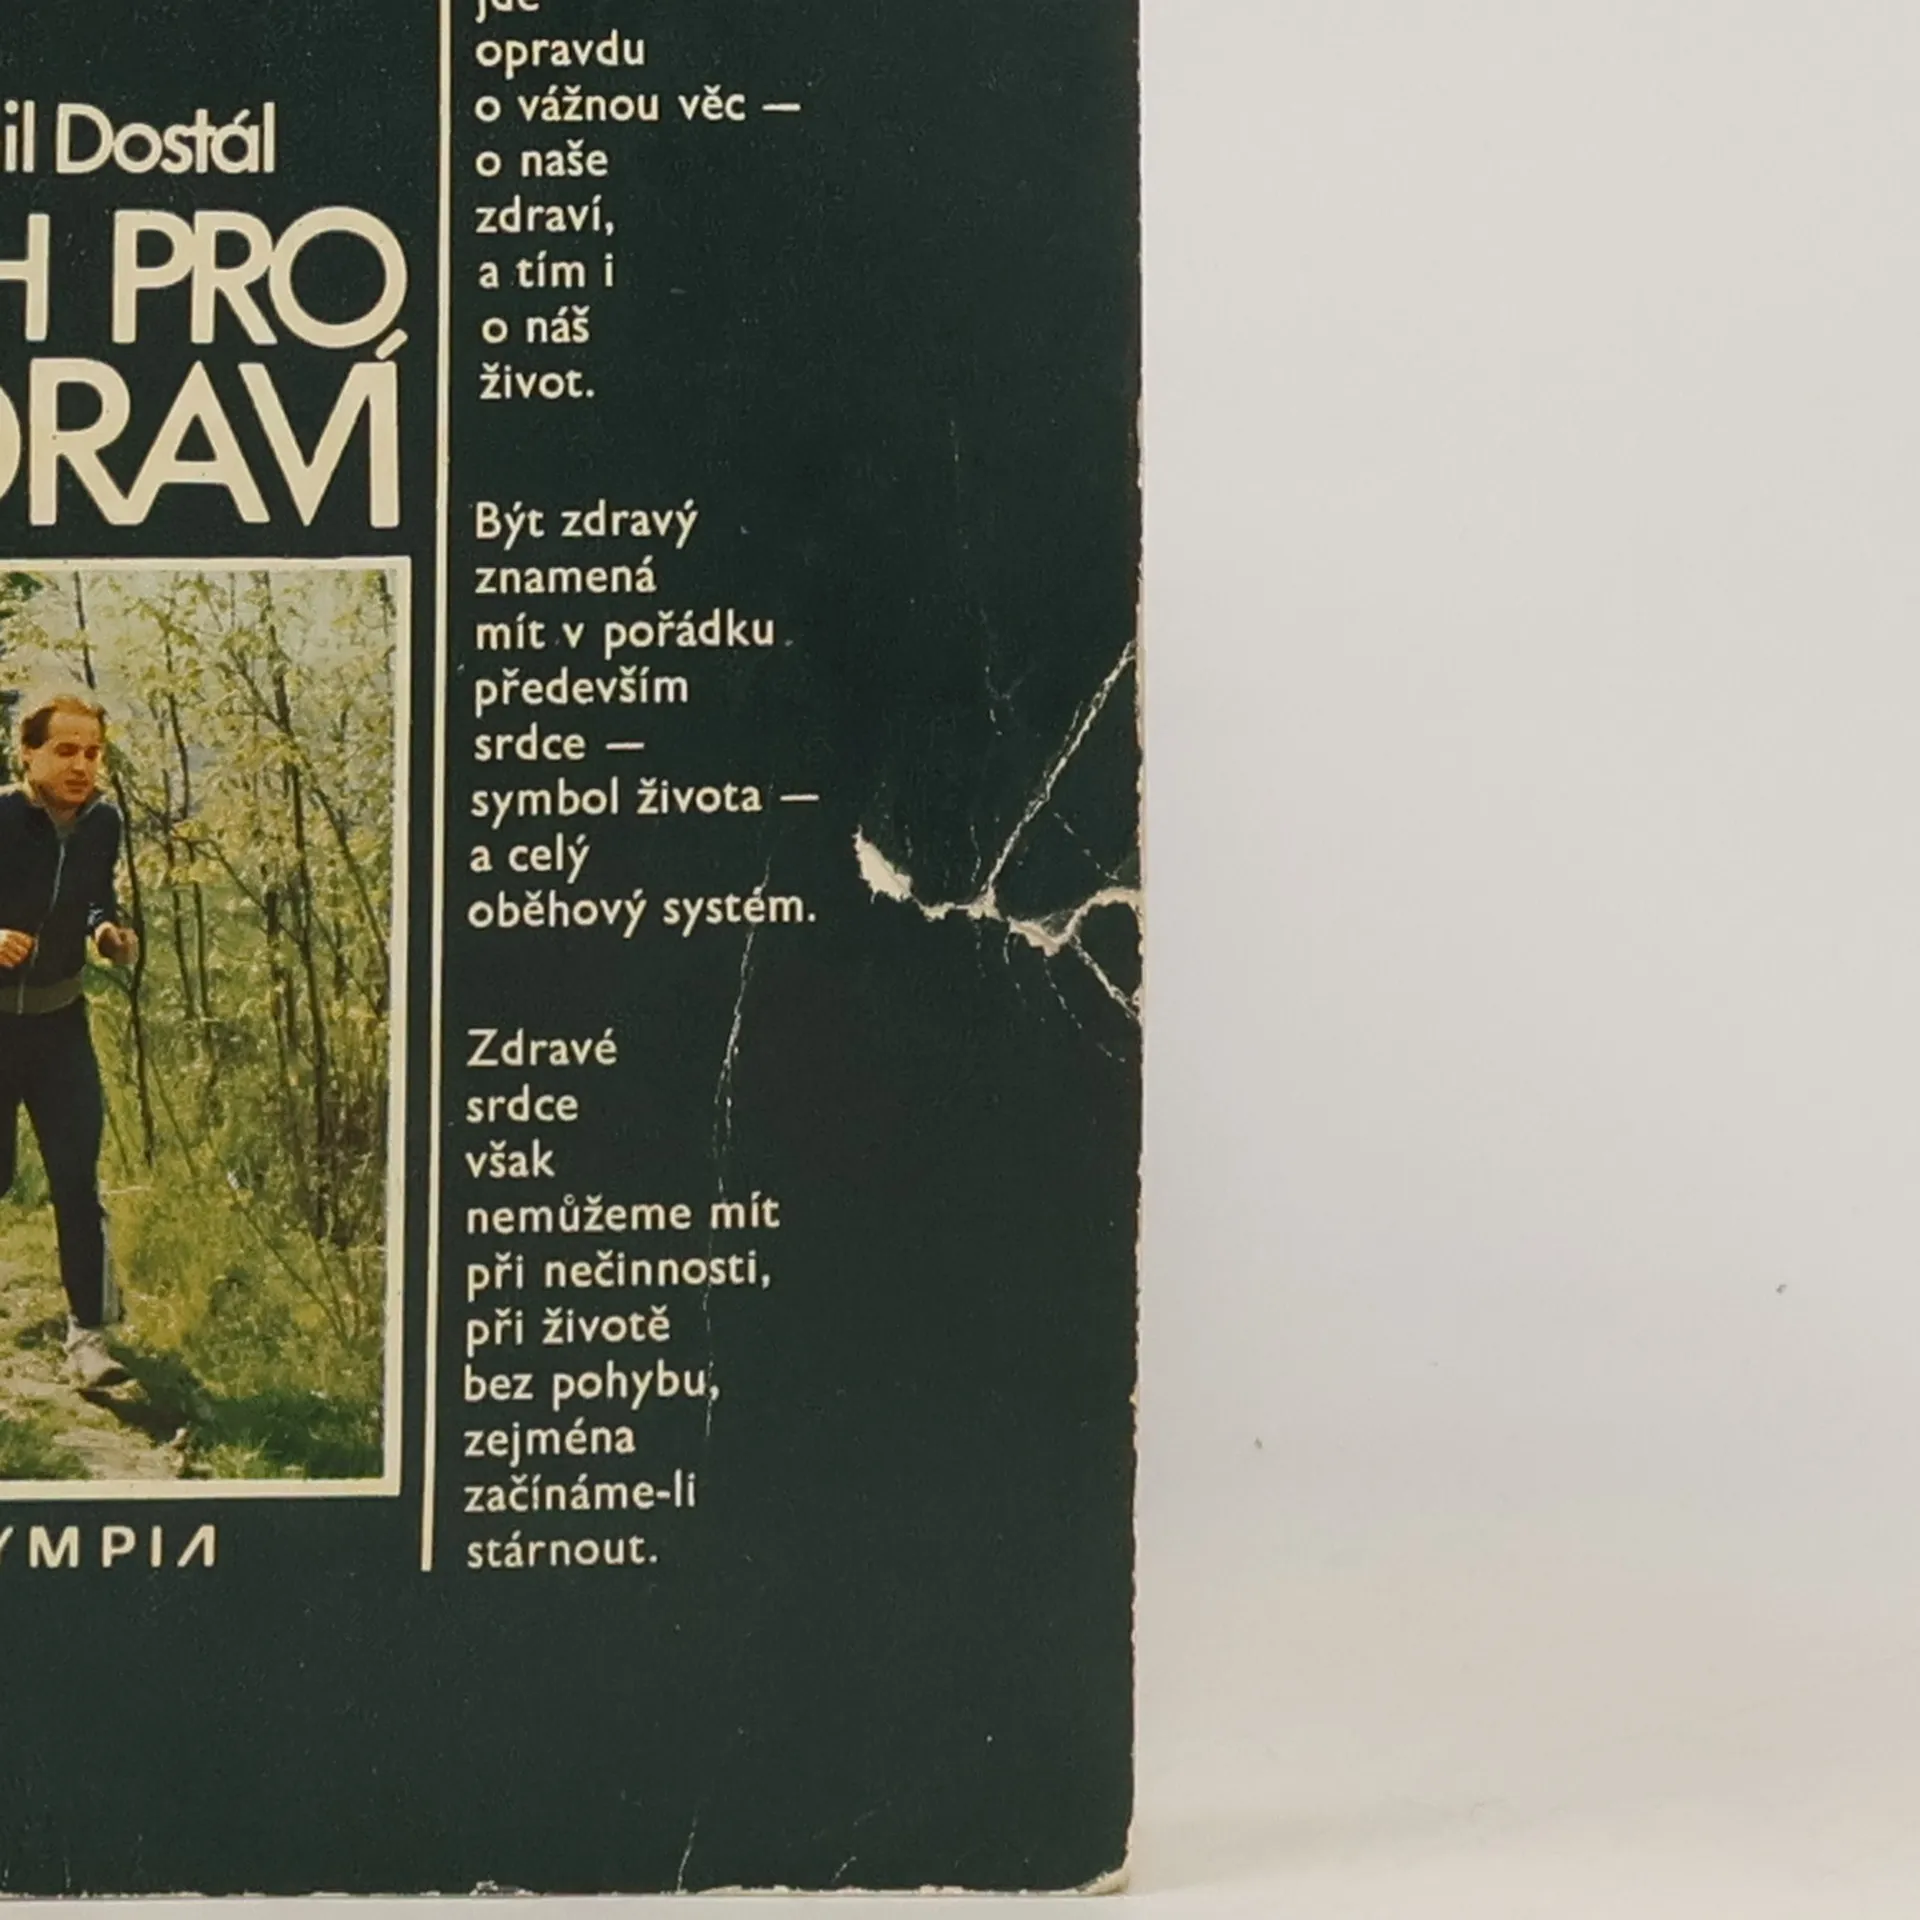 il Dostál
H PRO
DRAVÍ
YMPIA
jde
opravdu
o vážnou věc —
o naše
zdraví,
a tím i
o náš
život.
Být zdravý
znamená
mít v pořádku
především
srdce —
symbol života —
a celý
oběhový systém.
Zdravé
srdce
však
nemůžeme mít
při nečinnosti,
při životě
bez pohybu,
zejména
začínáme-li
stárnout.